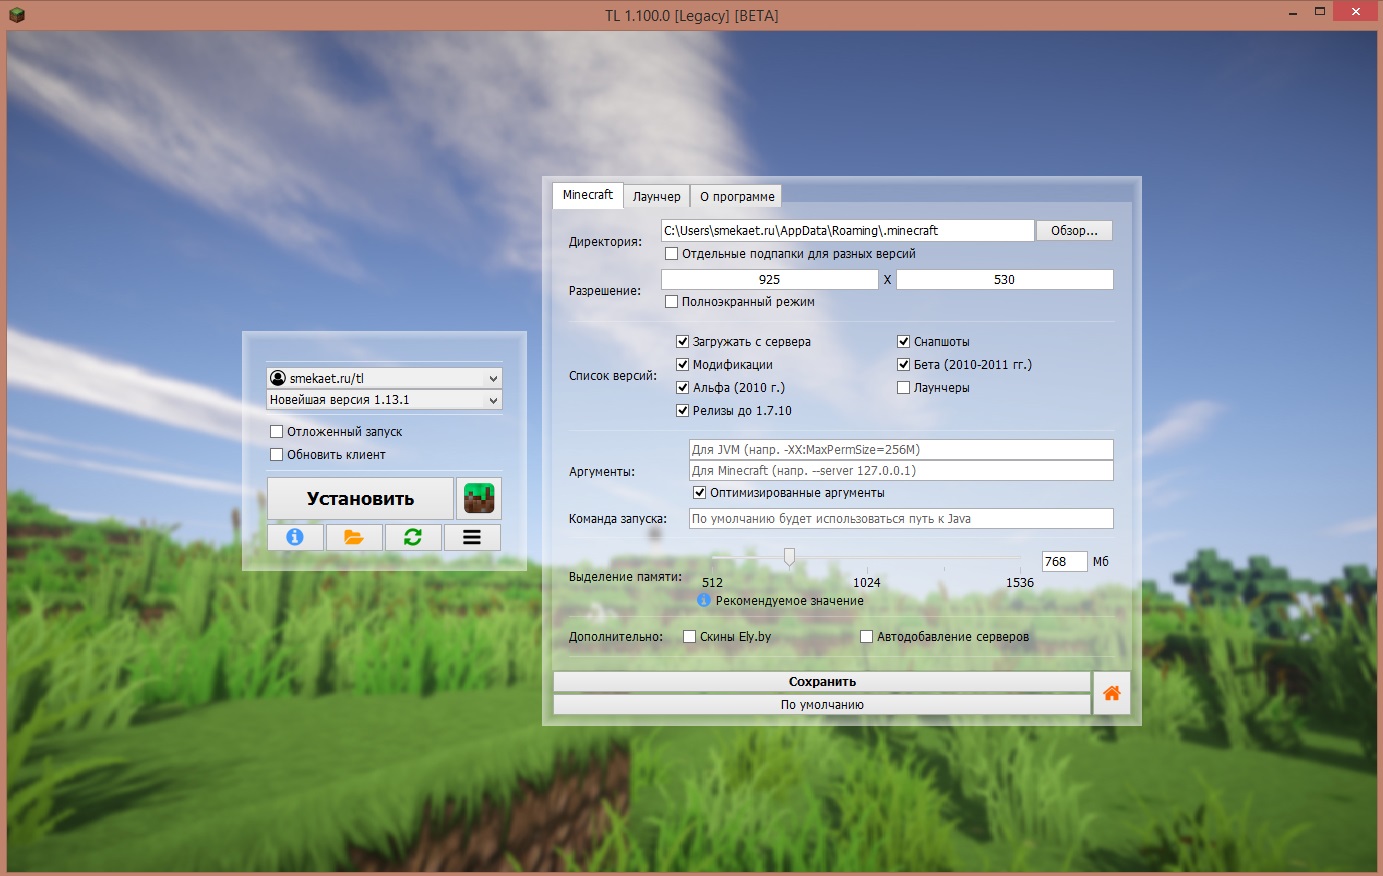 TL 1.100.0 [Legacy] [BETA]
smekaet.ru/tl
Новейшая версия 1.13.1
Отложенный запуск
Обновить клиент
Установить
Minecraft
Лаунчер
О программе
Директория:
C:\Users\smekaet.ru\AppData\Roaming\.minecraft
Обзор...
Отдельные подпапки для разных версий
Разрешение:
925 X 530
Полноэкранный режим
Список версий:
Загружать с сервера
Снапшоты
Модификации
Бета (2010-2011 гг.)
Альфа (2010 г.)
Лаунчеры
Релизы до 1.7.10
Аргументы:
Для JVM (напр. -XX:MaxPermSize=256M)
Для Minecraft (напр. --server 127.0.0.1)
Оптимизированные аргументы
Команда запуска:
По умолчанию будет использоваться путь к Java
Выделение памяти:
512 1024 1536
768 Мб
Рекомендуемое значение
Дополнительно:
Скины Ely.by
Автодобавление серверов
Сохранить
По умолчанию